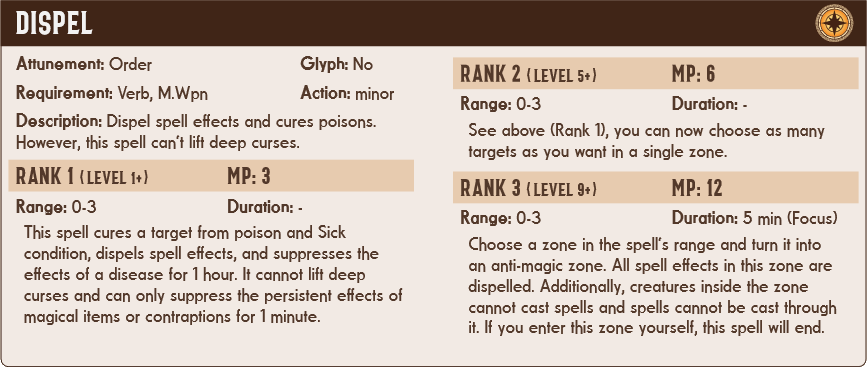 DISPEL
Attunement: Order Glyph: No
Requirement: Verb, M.Wpn Action: minor
Description: Dispel spell effects and cures poisons.
However, this spell can't lift deep curses.
RANK 1 (LEVEL 1+) MP: 3
Range: 0-3 Duration: -
This spell cures a target from poison and Sick
condition, dispels spell effects, and suppresses the
effects of a disease for 1 hour. It cannot lift deep
curses and can only suppress the persistent effects of
magical items or contraptions for 1 minute.
RANK 2 (LEVEL 5+) MP: 6
Range: 0-3 Duration: -
See above (Rank 1), you can now choose as many
targets as you want in a single zone.
RANK 3 (LEVEL 9+) MP: 12
Range: 0-3 Duration: 5 min (Focus)
Choose a zone in the spell's range and turn it into
an anti-magic zone. All spell effects in this zone are
dispelled. Additionally, creatures inside the zone
cannot cast spells and spells cannot be cast through
it. If you enter this zone yourself, this spell will end.